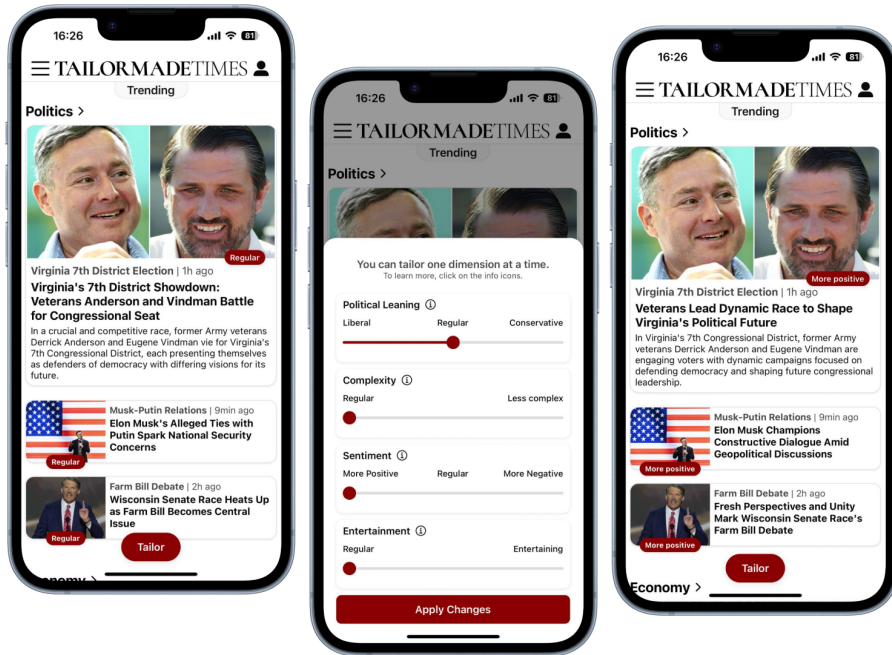 16:26
81
TAILORMADETIMES
Trending
Politics >
Regular
Virginia 7th District Election | 1h ago
Virginia's 7th District Showdown:
Veterans Anderson and Vindman Battle
for Congressional Seat
In a crucial and competitive race, former Army veterans
Derrick Anderson and Eugene Vindman vie for Virginia's
7th Congressional District, each presenting themselves
as defenders of democracy with differing visions for its
future.
Musk-Putin Relations | 9min ago
Elon Musk's Alleged Ties with
Putin Spark National Security
Concerns
Regular
Farm Bill Debate | 2h ago
Wisconsin Senate Race Heats Up
as Farm Bill Becomes Central
Issue
Regular
Tailor
Economy >
16:26
81
TAILORMADETIMES
Trending
Politics >
You can tailor one dimension at a time.
To learn more, click on the info icons.
Political Leaning
Liberal Regular Conservative
Complexity
Regular Less complex
Sentiment
More Positive Regular More Negative
Entertainment
Regular Entertaining
Apply Changes
16:26
81
TAILORMADETIMES
Trending
Politics >
More positive
Virginia 7th District Election | 1h ago
Veterans Lead Dynamic Race to Shape
Virginia's Political Future
In Virginia's 7th Congressional District, former Army
veterans Derrick Anderson and Eugene Vindman are
engaging voters with dynamic campaigns focused on
defending democracy and shaping future congressional
leadership.
Musk-Putin Relations | 9min ago
Elon Musk Champions
Constructive Dialogue Amid
Geopolitical Discussions
More positive
Farm Bill Debate | 2h ago
Fresh Perspectives and Unity
Mark Wisconsin Senate Race's
Farm Bill Debate
More positive
Tailor
Economy >